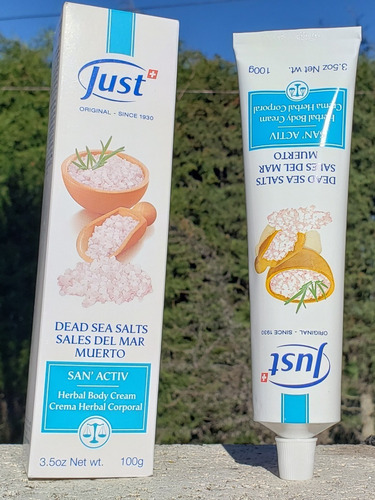 Just
ORIGINAL - SINCE 1930
DEAD SEA SALTS
SALES DEL MAR
MUERTO
SAN' ACTIV
Herbal Body Cream
Crema Herbal Corporal
3.5oz Net wt. 100g
Just
ORIGINAL - SINCE 1930
DEAD SEA SALTS
SALES DEL MAR
MUERTO
SAN' ACTIV
Herbal Body Cream
Crema Herbal Corporal
3.5oz Net wt. 100g